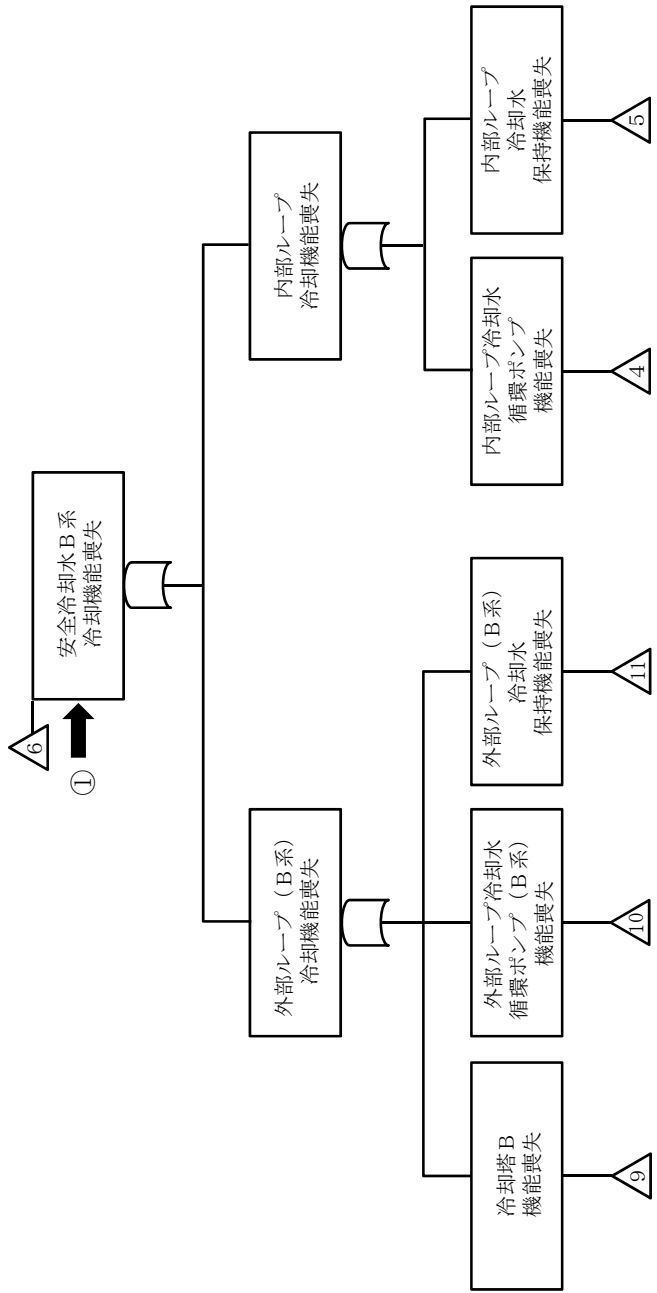 6
①
安全冷却水B系
冷却機能喪失
外部ループ（B系）
冷却機能喪失
内部ループ
冷却機能喪失
冷却塔B
機能喪失
外部ループ冷却水
循環ポンプ（B系）
機能喪失
外部ループ（B系）
冷却水
保持機能喪失
内部ループ冷却水
循環ポンプ
機能喪失
内部ループ
冷却水
保持機能喪失
9
10
11
4
5